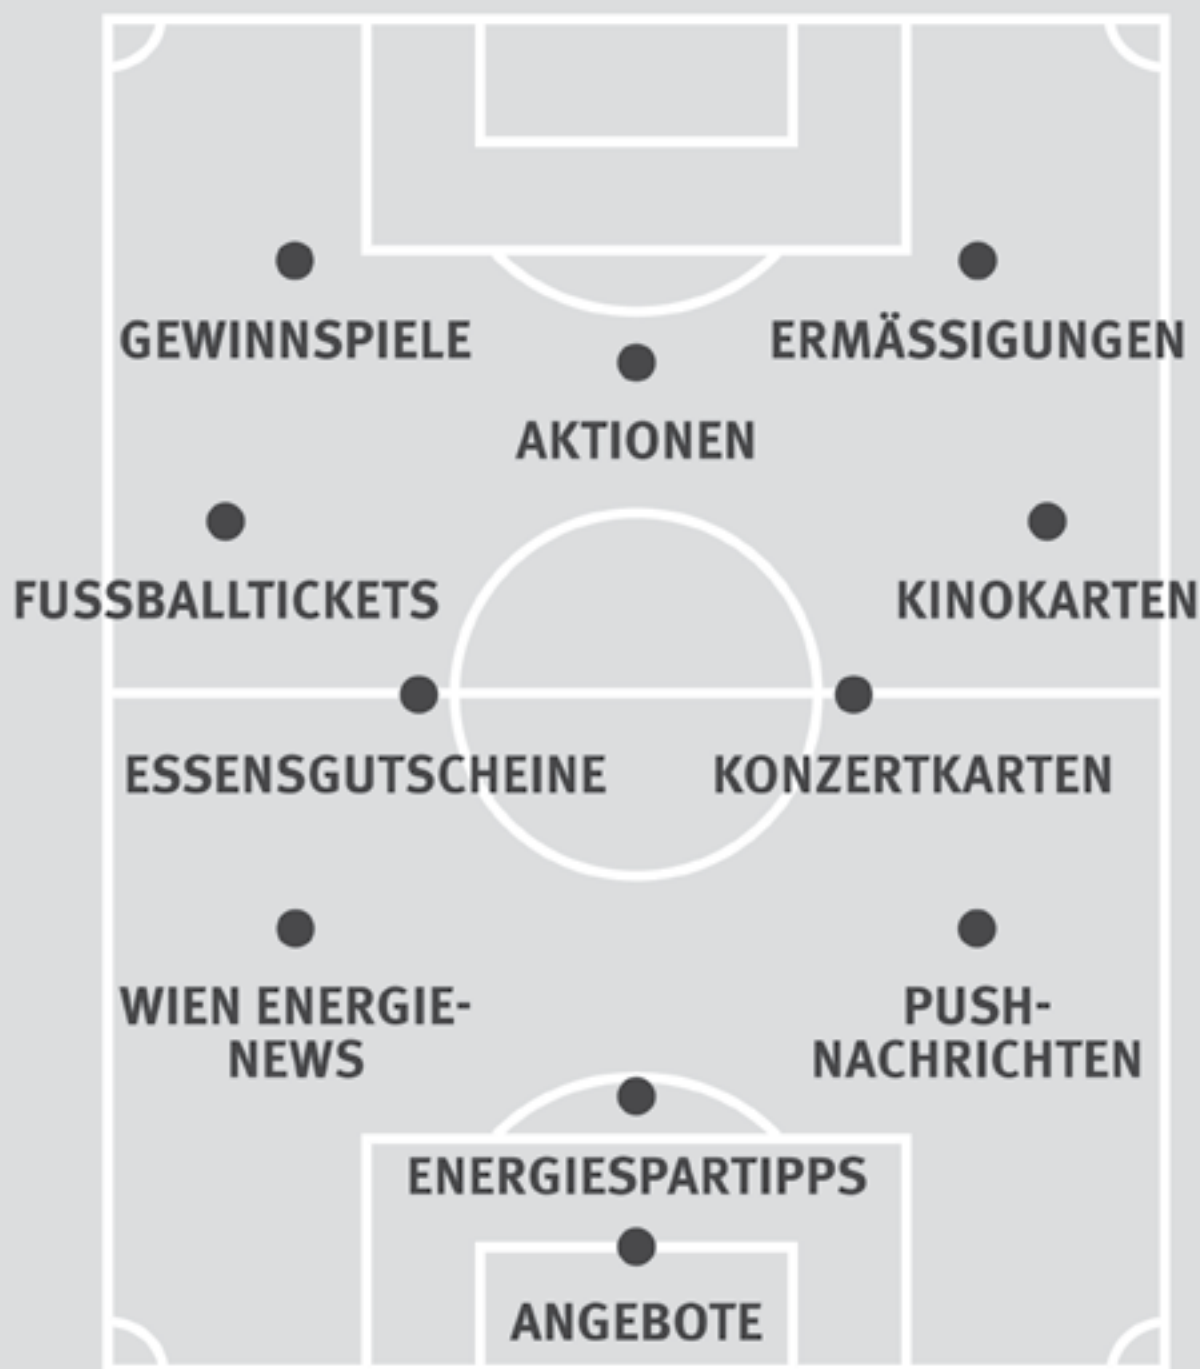 GEWINNSPIELE
ERMÄSSIGUNGEN
AKTIONEN
FUSSBALLTICKETS
KINOKARTEN
ESSENSGUTSCHEINE
KONZERTKARTEN
WIEN ENERGIE-
NEWS
PUSH-
NACHRICHTEN
ENERGIESPARTIPPS
ANGEBOTE